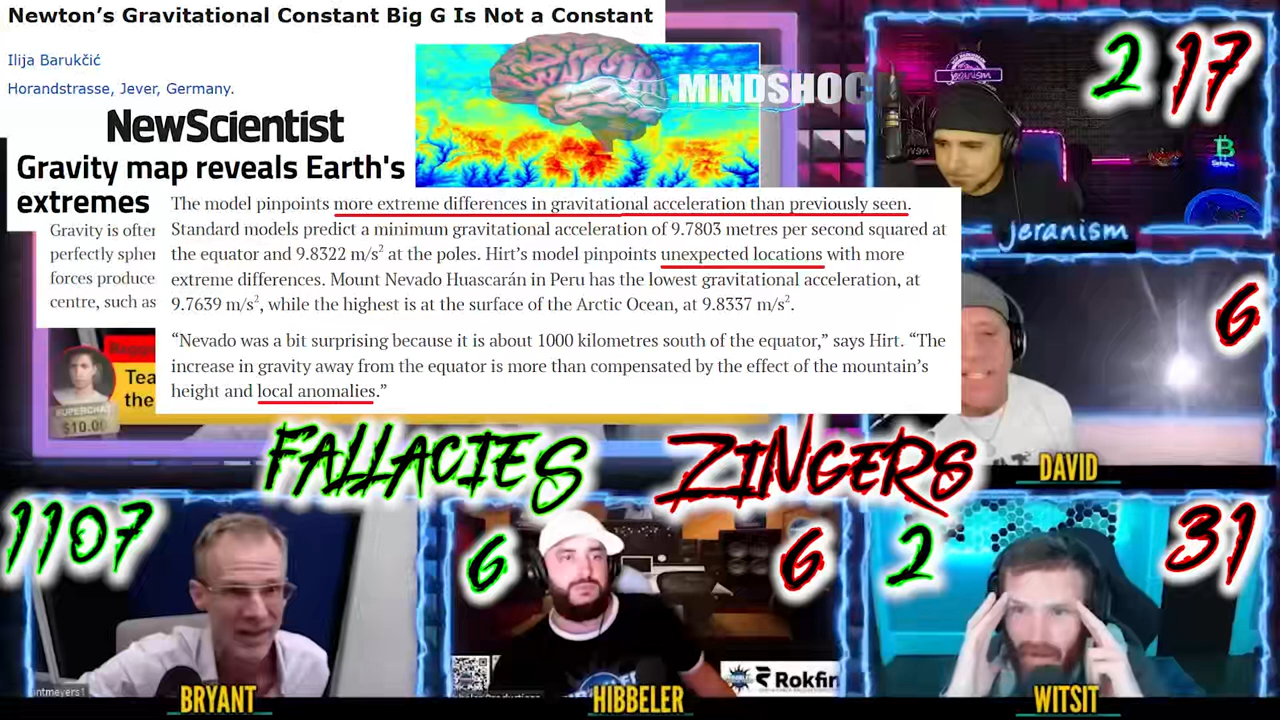 Newton’s Gravitational Constant Big G Is Not a Constant
Ilija Barukčić
Horandstrasse, Jever, Germany.
NewScientist
Gravity map reveals Earth's
extremes
MINDSHOC
The model pinpoints more extreme differences in gravitational acceleration than previously seen.
Standard models predict a minimum gravitational acceleration of 9.7803 metres per second squared at
the equator and 9.8322 m/s² at the poles. Hirt’s model pinpoints unexpected locations with more
extreme differences. Mount Nevado Huascarán in Peru has the lowest gravitational acceleration, at
9.7639 m/s², while the highest is at the surface of the Arctic Ocean, at 9.8337 m/s².
“Nevado was a bit surprising because it is about 1000 kilometres south of the equator,” says Hirt. “The
increase in gravity away from the equator is more than compensated by the effect of the mountain’s
height and local anomalies.”
Gravity is ofter
perfectly spher
forces produce
centre, such as
Tea
the
SUPERCHAT
$10.00
2 17
jeranism
jeranism
6
DAVID
FALLACIES ZINGERS
1107
BRYANT
6 6
HIBBELER
Rokfin
2 31
WITSIT